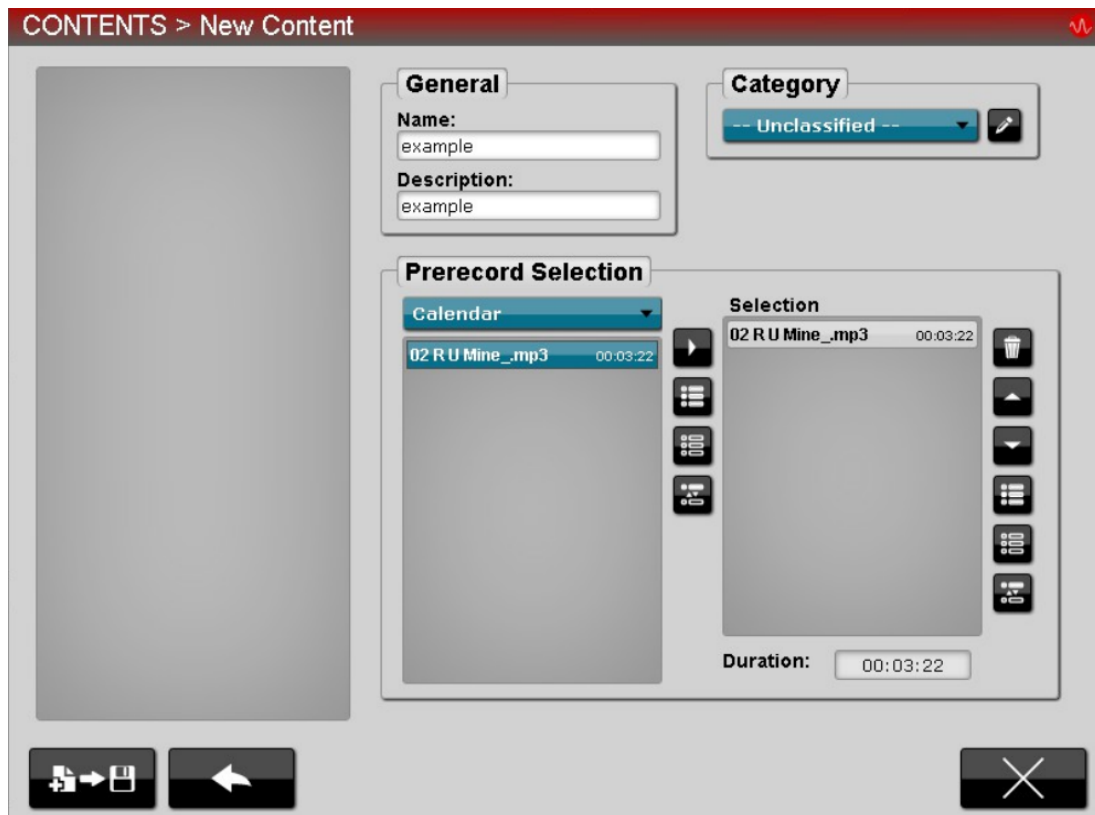 CONTENTS > New Content
General
Name:
example
Description:
example
Category
-- Unclassified --
Prerecord Selection
Calendar
02 R U Mine_.mp3 00:03:22
Selection
02 R U Mine_.mp3 00:03:22
Duration: 00:03:22